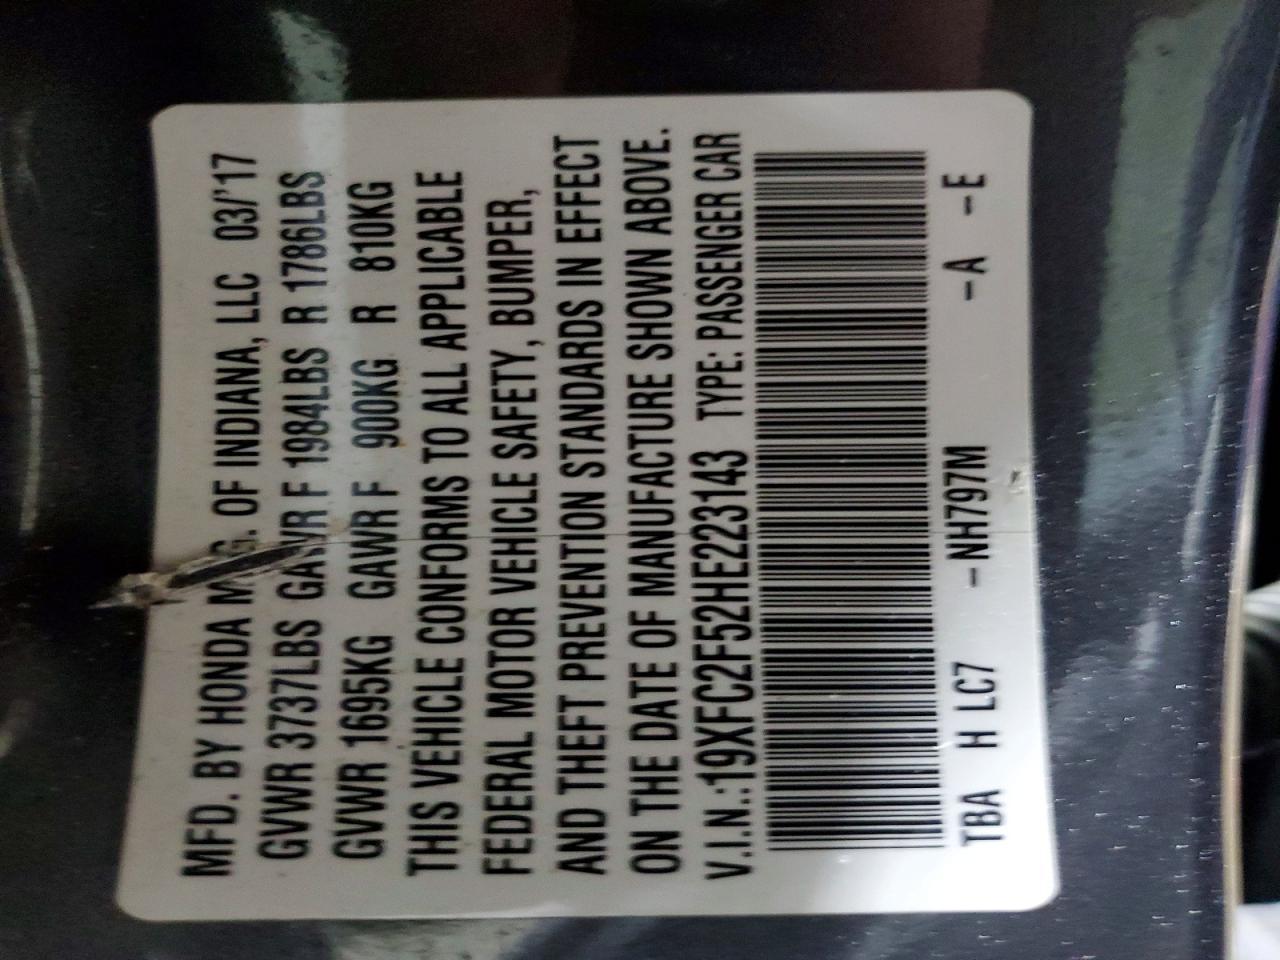 MFD. BY HONDA OF INDIANA, LLC 03/'17
GVWR 3737LBS GAWR F 1984LBS R 1786LBS
GVWR 1695KG GAWR F 900KG R 810KG
THIS VEHICLE CONFORMS TO ALL APPLICABLE
FEDERAL MOTOR VEHICLE SAFETY, BUMPER,
AND THEFT PREVENTION STANDARDS IN EFFECT
ON THE DATE OF MANUFACTURE SHOWN ABOVE.
V.I.N.:19XFC2F52HE223143 TYPE: PASSENGER CAR
TBA H LC7 -NH797M -A -E